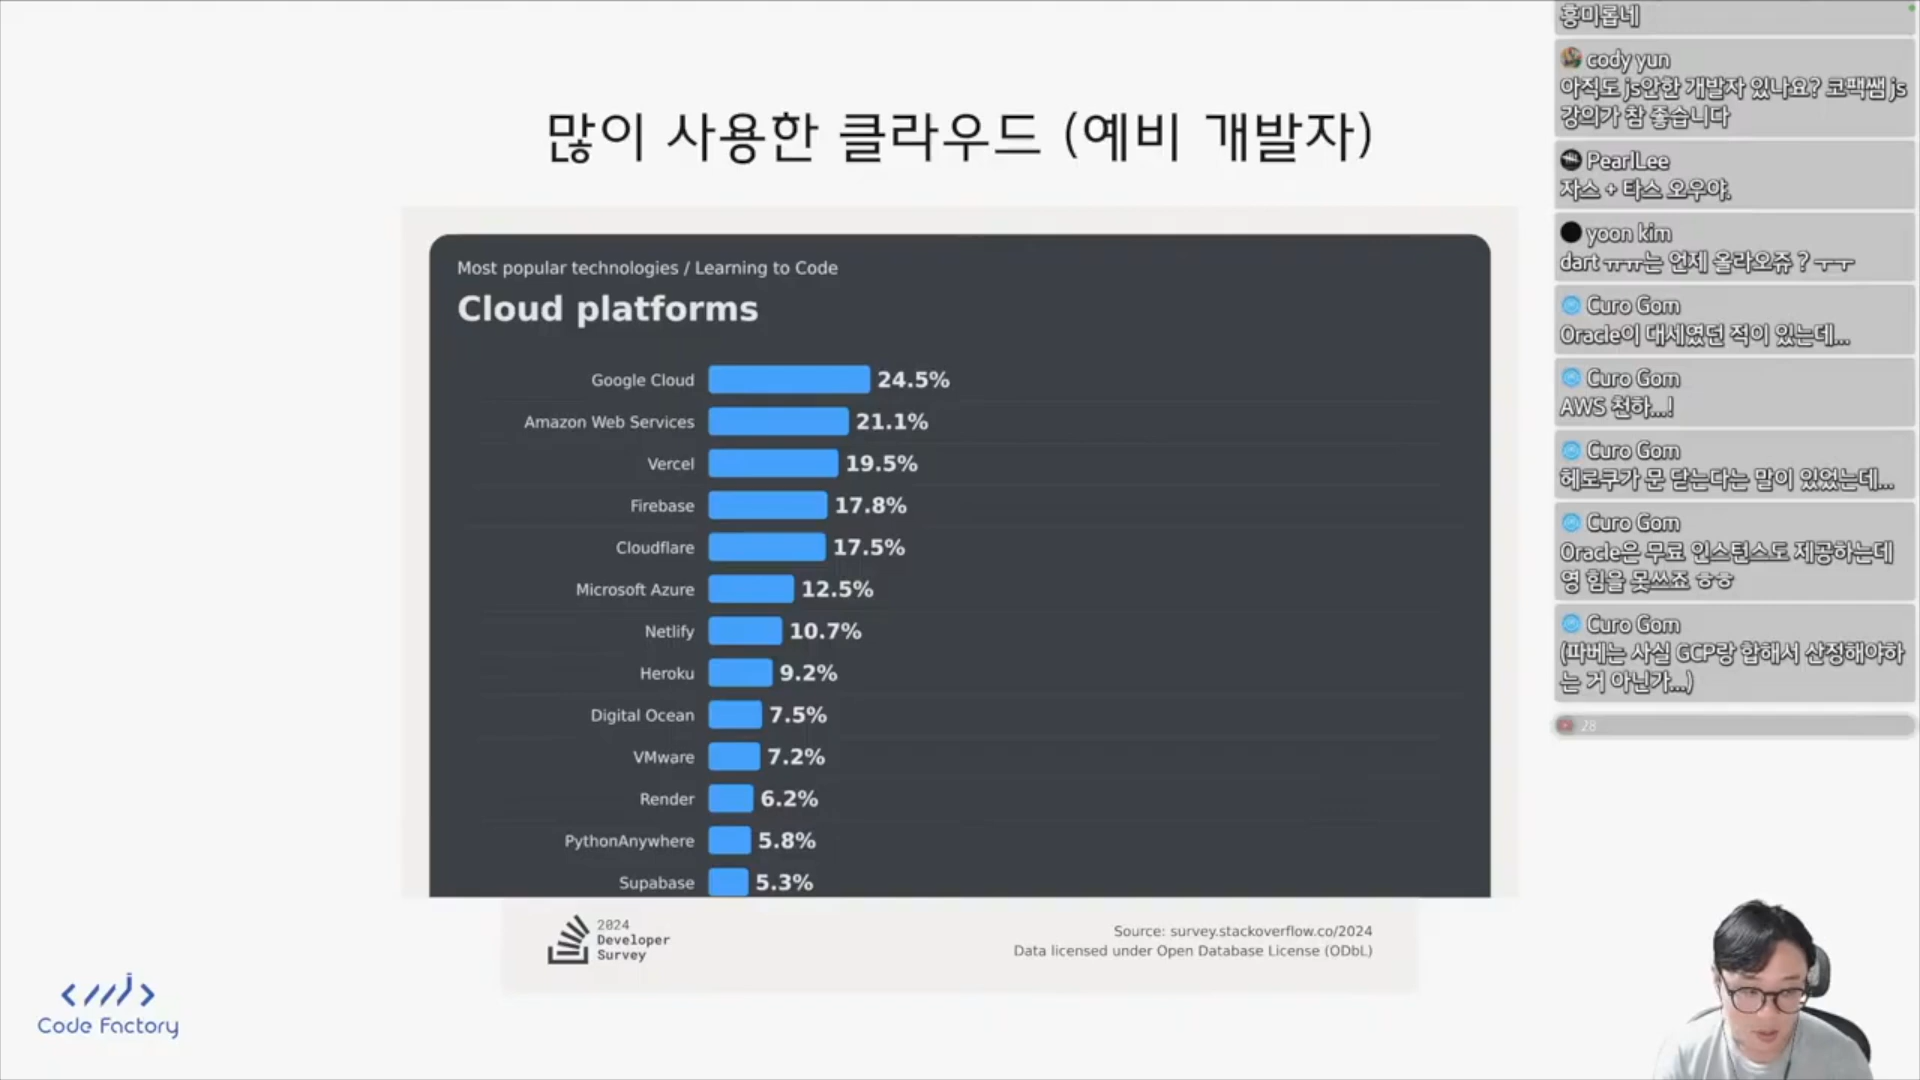 많이 사용한 클라우드 (예비 개발자)
Most popular technologies / Learning to Code
Cloud platforms
Google Cloud 24.5%
Amazon Web Services 21.1%
Vercel 19.5%
Firebase 17.8%
Cloudflare 17.5%
Microsoft Azure 12.5%
Netlify 10.7%
Heroku 9.2%
Digital Ocean 7.5%
VMware 7.2%
Render 6.2%
PythonAnywhere 5.8%
Supabase 5.3%
2024
Developer
Survey
Source: survey.stackoverflow.co/2024
Data licensed under Open Database License (ODbL)
Code Factory
흥미롭네
cody yun
아직도 js안한 개발자 있나요? 코팩쌤 js
강의가 참 좋습니다
PearlLee
자스 + 타스 오우야.
yoon kim
dart ㅠㅠ는 언제 올라오쥬 ? ㅜㅜ
Curo Gom
Oracle이 대세였던 적이 있는데...
Curo Gom
AWS 천하...!
Curo Gom
헤로쿠가 문 닫는다는 말이 있었는데...
Curo Gom
Oracle은 무료 인스턴스도 제공하는데
영 힘을 못쓰죠 ㅎㅎ
Curo Gom
(파베는 사실 GCP랑 합해서 산정해야하
는 거 아닌가...)
28